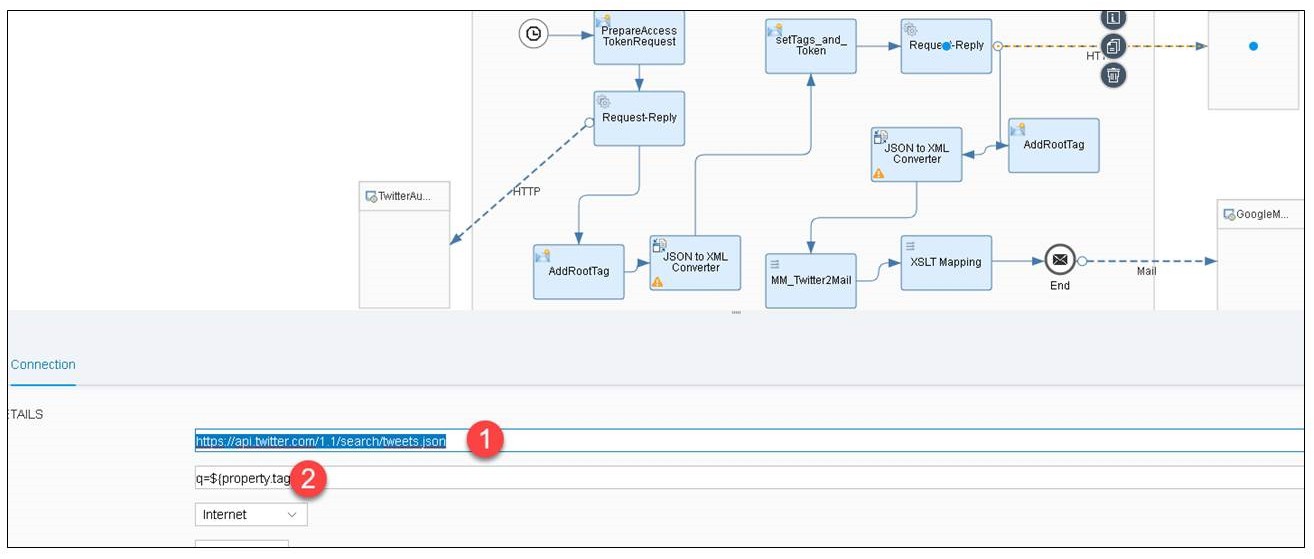 PrepareAccess
TokenRequest
setTags_and_
Token
Request-Reply
Request-Reply
AddRootTag
JSON to XML
Converter
TwitterAu...
HTTP
GoogleM...
AddRootTag
JSON to XML
Converter
MM_Twitter2Mail
XSLT Mapping
End
Mail
Connection
ETAILS
https://api.twitter.com/1.1/search/tweets.json
1
q=${property.tag
2
Internet